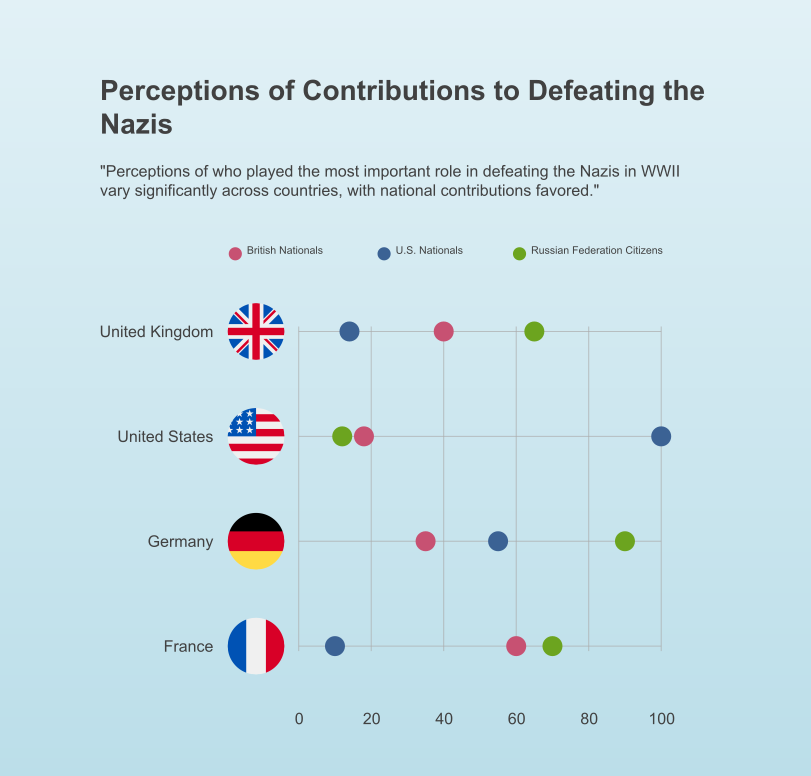 Perceptions of Contributions to Defeating the
Nazis
"Perceptions of who played the most important role in defeating the Nazis in WWII
vary significantly across countries, with national contributions favored."
British Nationals
U.S. Nationals
Russian Federation Citizens
United Kingdom
United States
Germany
France
0 20 40 60 80 100